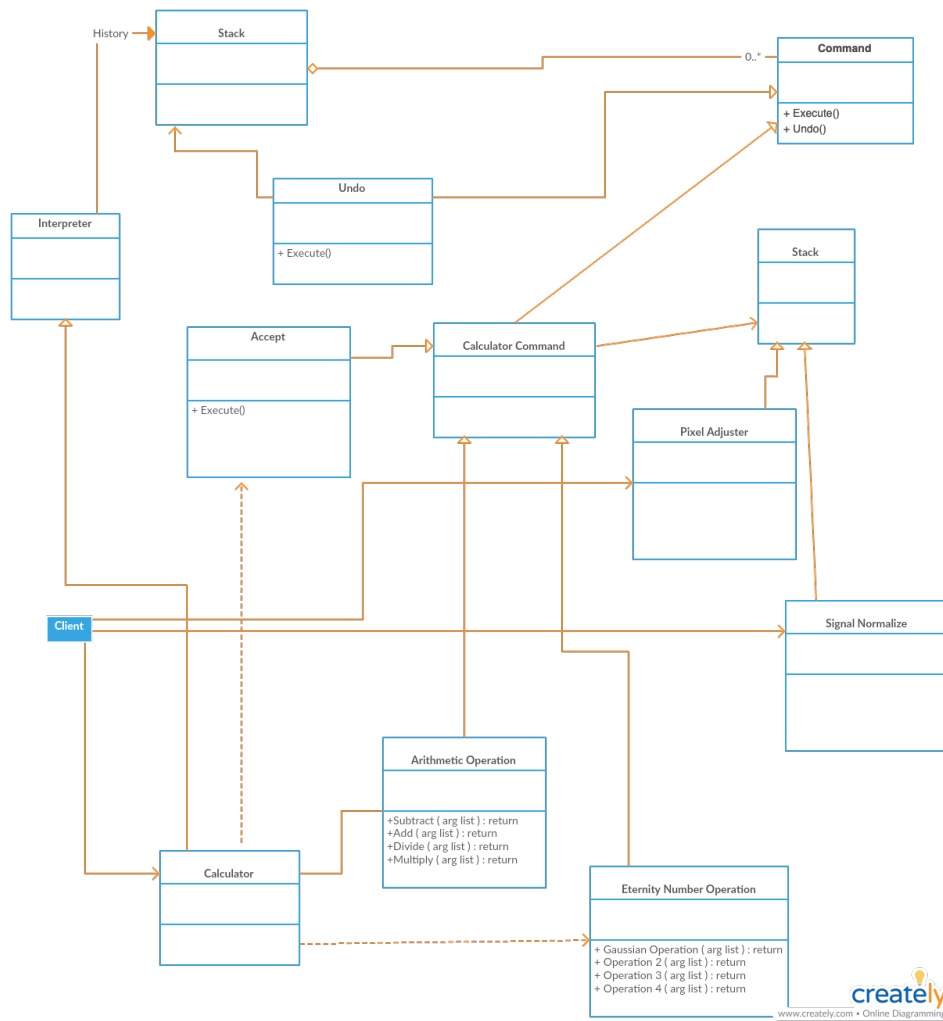 History
Stack
0..*
Command
+ Execute()
+ Undo()
Undo
+ Execute()
Interpreter
Stack
Accept
+ Execute()
Calculator Command
Pixel Adjuster
Client
Signal Normalize
Arithmetic Operation
+Subtract ( arg list ) : return
+Add ( arg list ) : return
+Divide ( arg list ) : return
+Multiply ( arg list ) : return
Calculator
Eternity Number Operation
+ Gaussian Operation ( arg list ) : return
+ Operation 2 ( arg list ) : return
+ Operation 3 ( arg list ) : return
+ Operation 4 ( arg list ) : return
creately
www.creately.com • Online Diagramming